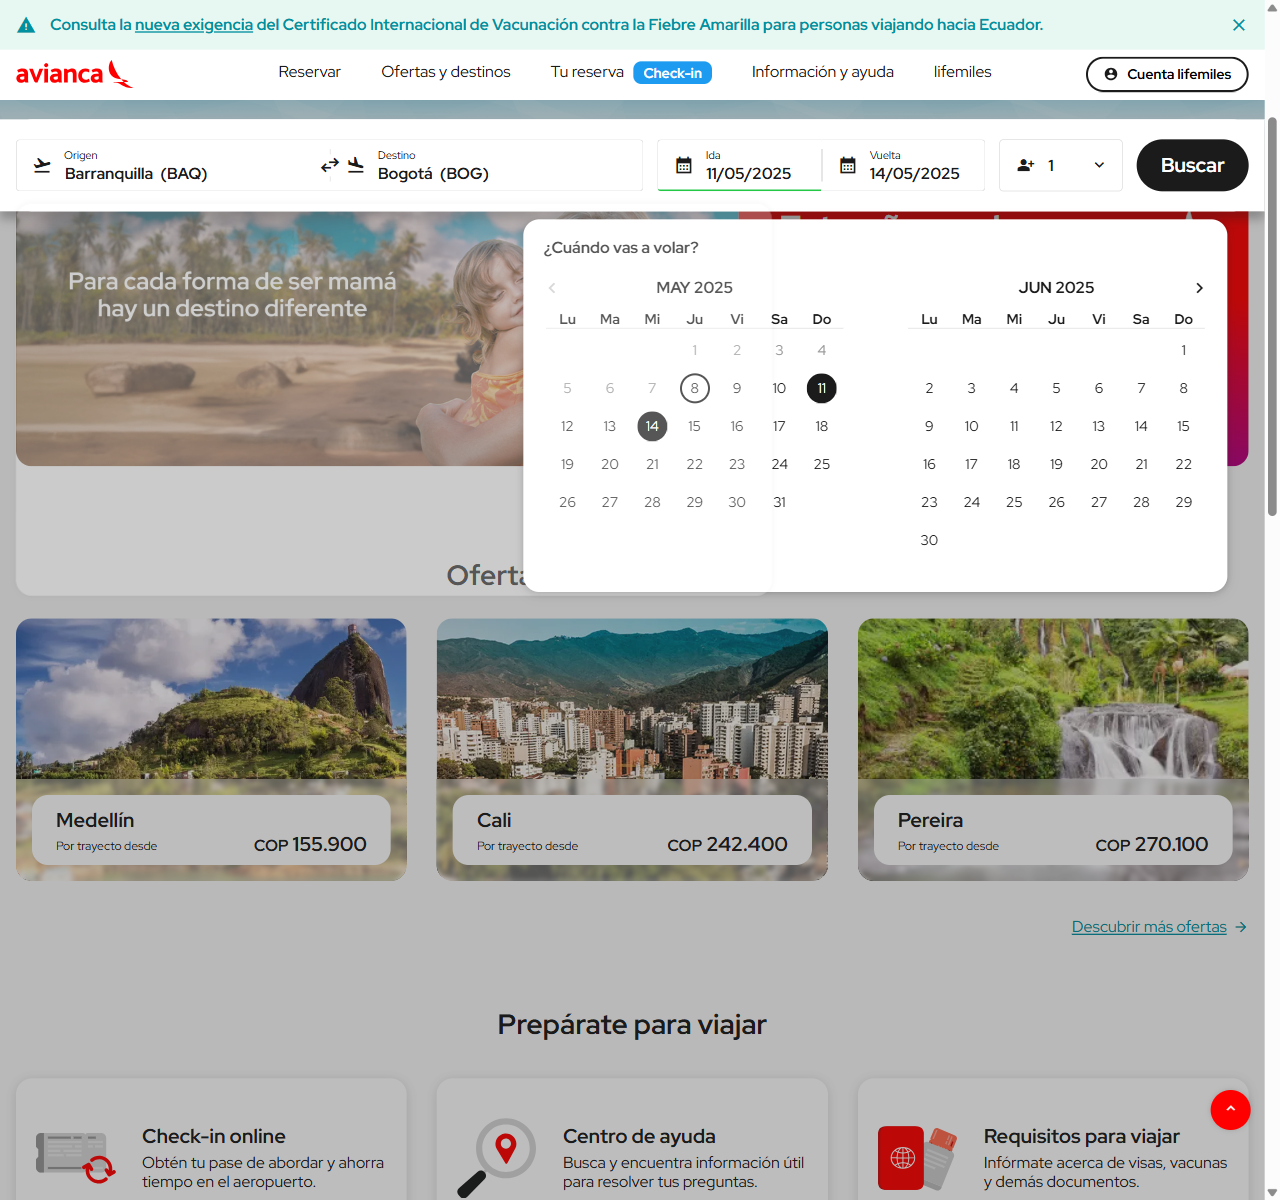 Consulta la nueva exigencia del Certificado Internacional de Vacunación contra la Fiebre Amarilla para personas viajando hacia Ecuador.
avianca
Reservar
Ofertas y destinos
Tu reserva
Check-in
Información y ayuda
lifemiles
Cuenta lifemiles
Origen
Barranquilla (BAQ)
Destino
Bogotá (BOG)
Ida
11/05/2025
Vuelta
14/05/2025
1
Buscar
Para cada forma de ser mamá
hay un destino diferente
¿Cuándo vas a volar?
MAY 2025
Lu Ma Mi Ju Vi Sa Do
1 2 3 4
5 6 7 8 9 10 11
12 13 14 15 16 17 18
19 20 21 22 23 24 25
26 27 28 29 30 31
JUN 2025
Lu Ma Mi Ju Vi Sa Do
1
2 3 4 5 6 7 8
9 10 11 12 13 14 15
16 17 18 19 20 21 22
23 24 25 26 27 28 29
30
Medellín
Por trayecto desde
COP 155.900
Cali
Por trayecto desde
COP 242.400
Pereira
Por trayecto desde
COP 270.100
Descubrir más ofertas
Prepárate para viajar
Check-in online
Obtén tu pase de abordar y ahorra
tiempo en el aeropuerto.
Centro de ayuda
Busca y encuentra información útil
para resolver tus preguntas.
Requisitos para viajar
Infórmate acerca de visas, vacunas
y demás documentos.